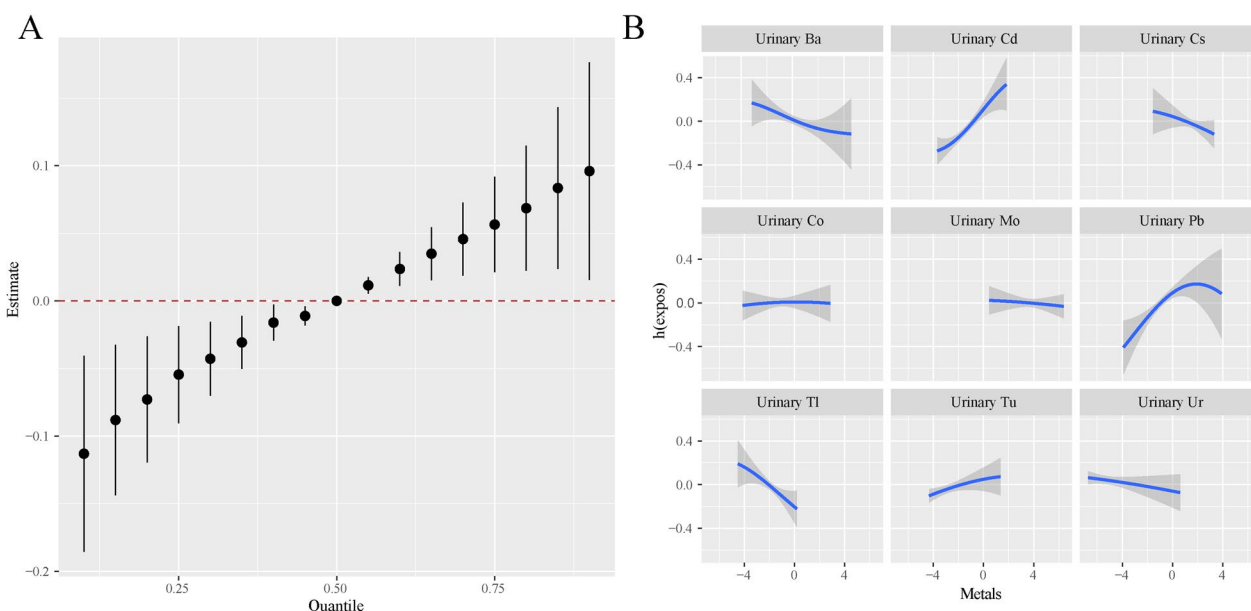 A
0.1
0.0
−0.1
−0.2
Estimate
0.25
0.50
0.75
Quantile
B
Urinary Ba
Urinary Cd
Urinary Cs
0.4
0.0
−0.4
Urinary Co
Urinary Mo
Urinary Pb
0.4
0.0
−0.4
h(expos)
Urinary Tl
Urinary Tu
Urinary Ur
0.4
0.0
−0.4
−4
0
4
−4
0
4
−4
0
4
Metals